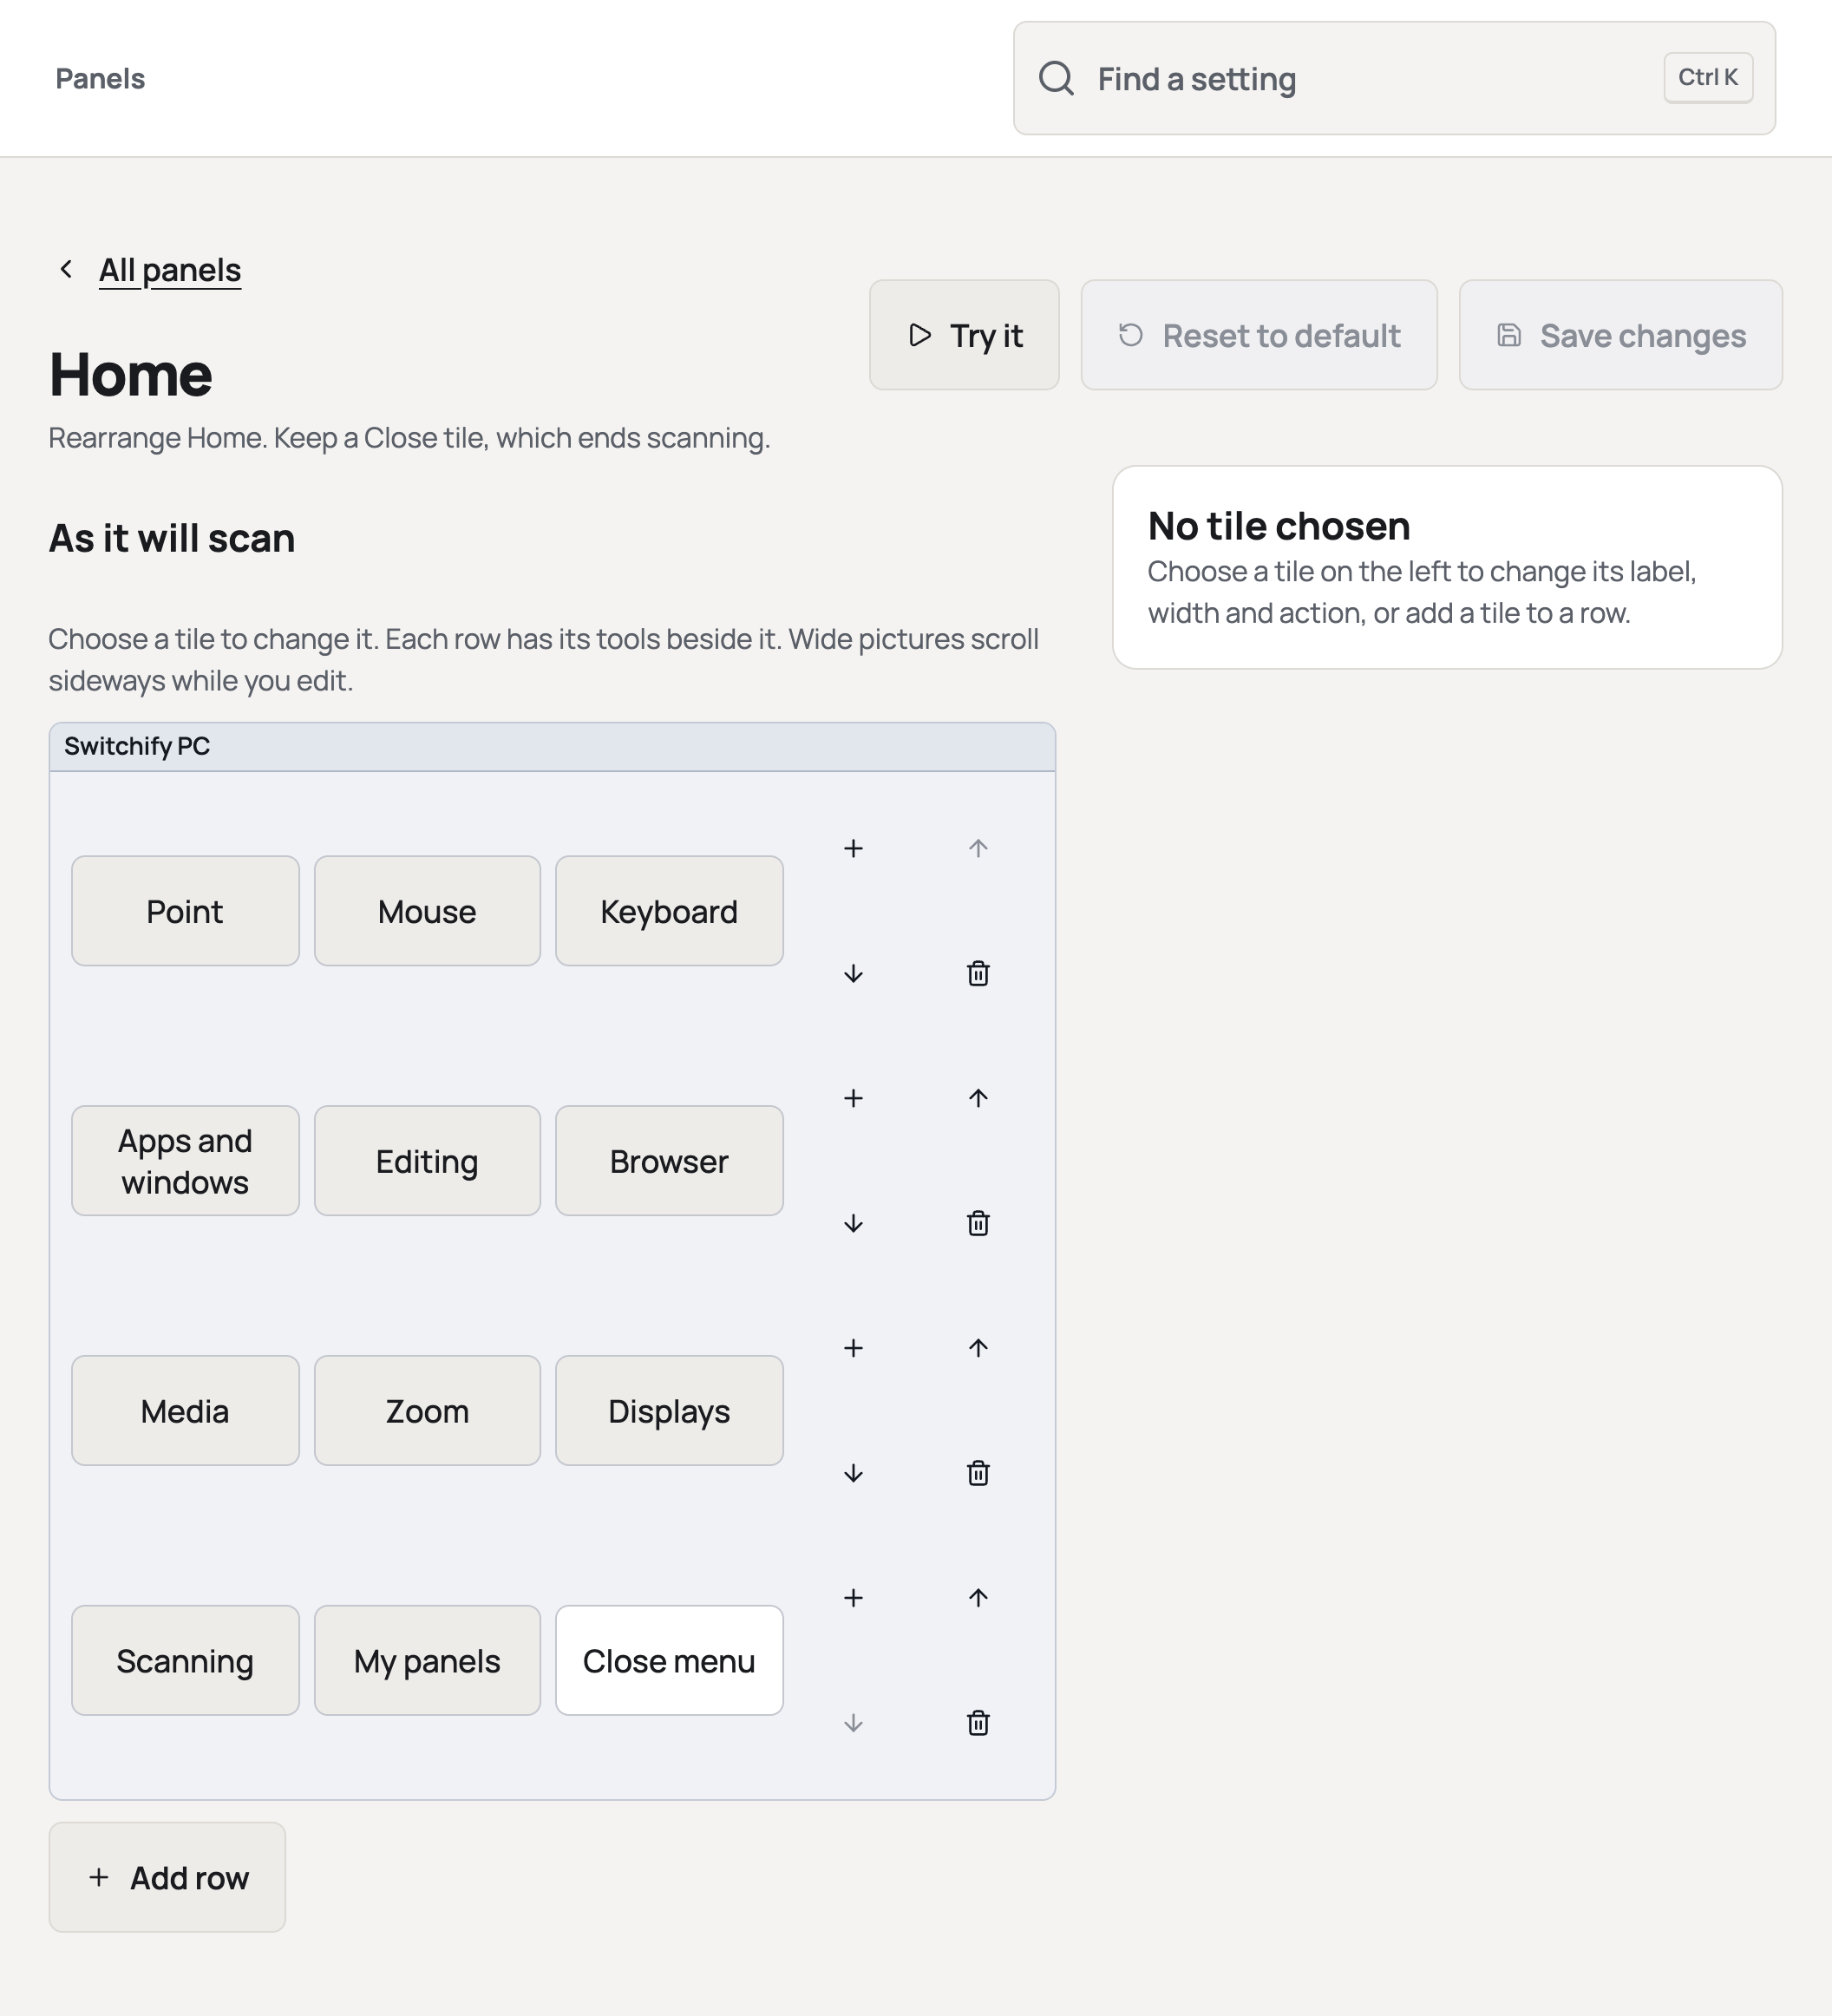 Panels
Find a setting
Ctrl K
All panels
Try it
Reset to default
Save changes
Home
Rearrange Home. Keep a Close tile, which ends scanning.
As it will scan
No tile chosen
Choose a tile on the left to change its label,
width and action, or add a tile to a row.
Choose a tile to change it. Each row has its tools beside it. Wide pictures scroll
sideways while you edit.
Switchify PC
Point
Mouse
Keyboard
Apps and
windows
Editing
Browser
Media
Zoom
Displays
Scanning
My panels
Close menu
Add row